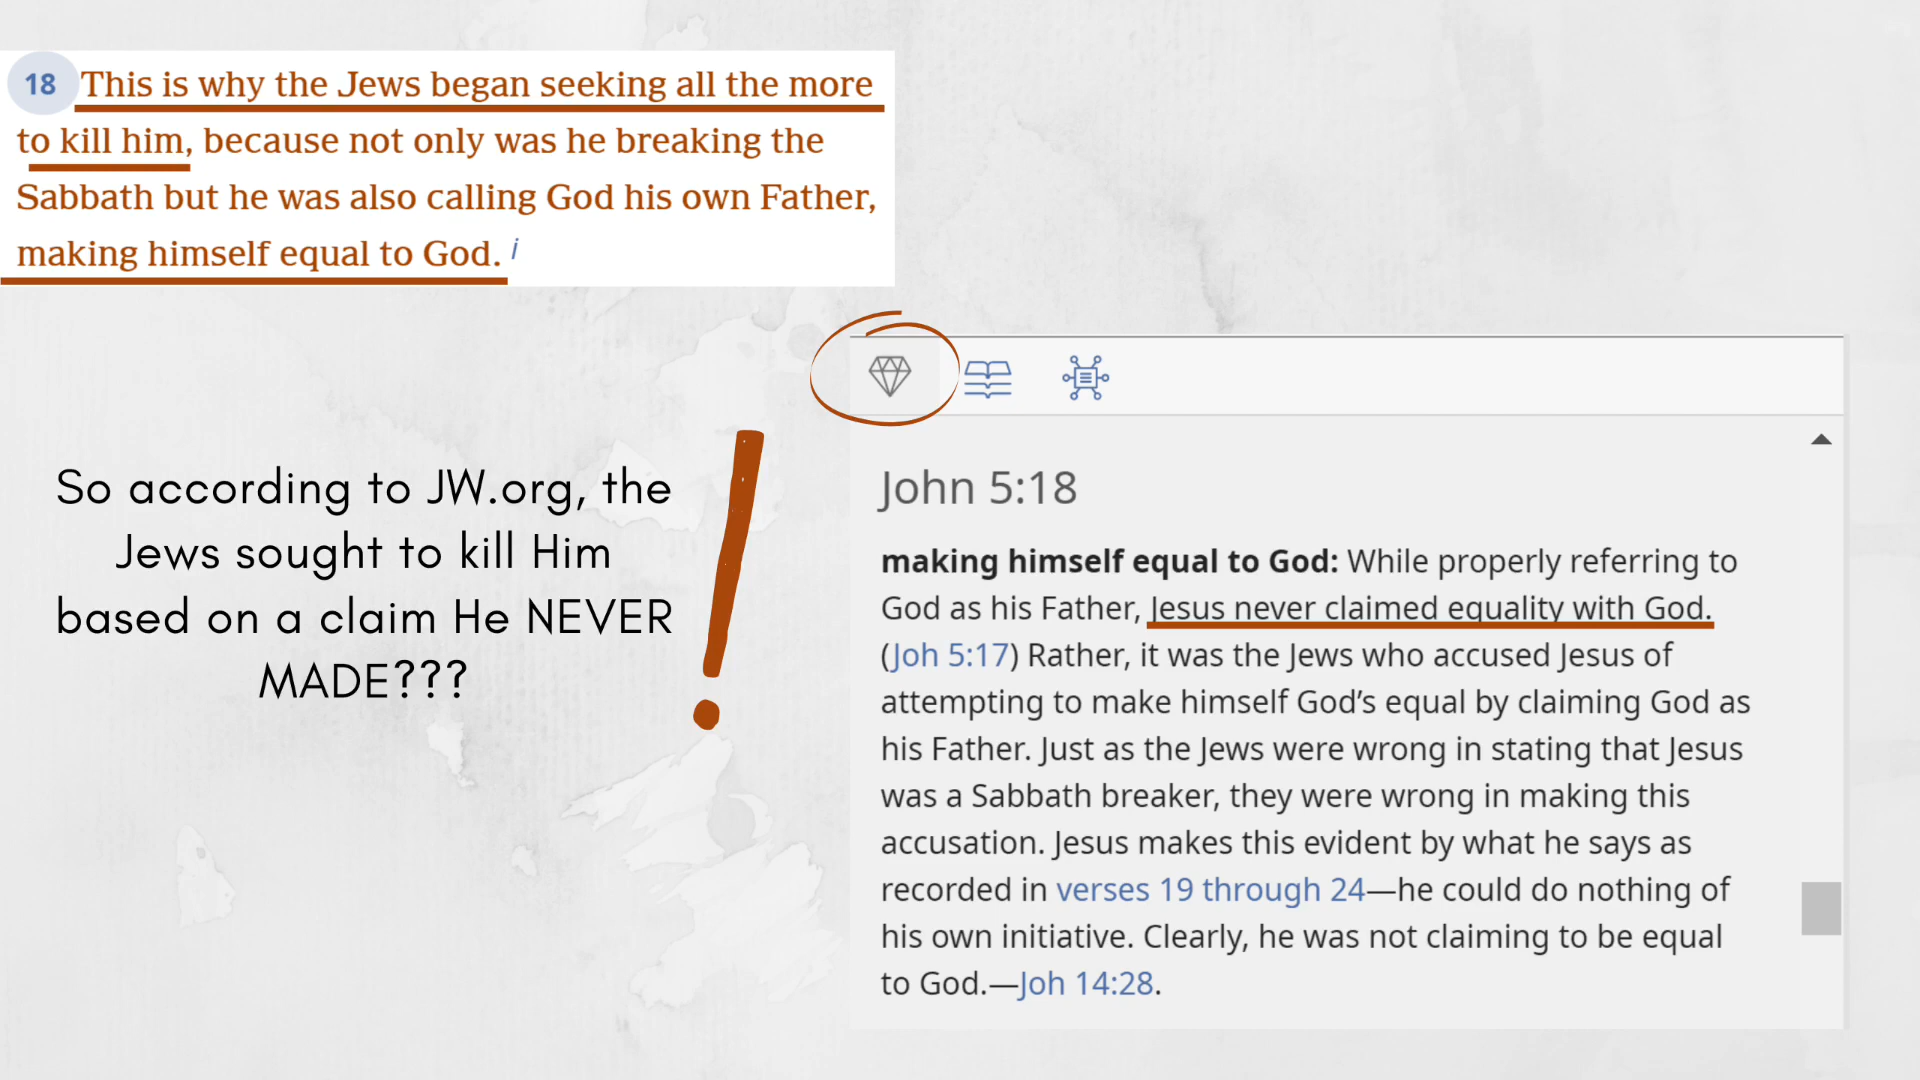 18 This is why the Jews began seeking all the more
to kill him, because not only was he breaking the
Sabbath but he was also calling God his own Father,
making himself equal to God. i
So according to JW.org, the
Jews sought to kill Him
based on a claim He NEVER
MADE???
!
John 5:18
making himself equal to God: While properly referring to
God as his Father, Jesus never claimed equality with God.
(Joh 5:17) Rather, it was the Jews who accused Jesus of
attempting to make himself God’s equal by claiming God as
his Father. Just as the Jews were wrong in stating that Jesus
was a Sabbath breaker, they were wrong in making this
accusation. Jesus makes this evident by what he says as
recorded in verses 19 through 24—he could do nothing of
his own initiative. Clearly, he was not claiming to be equal
to God.—Joh 14:28.